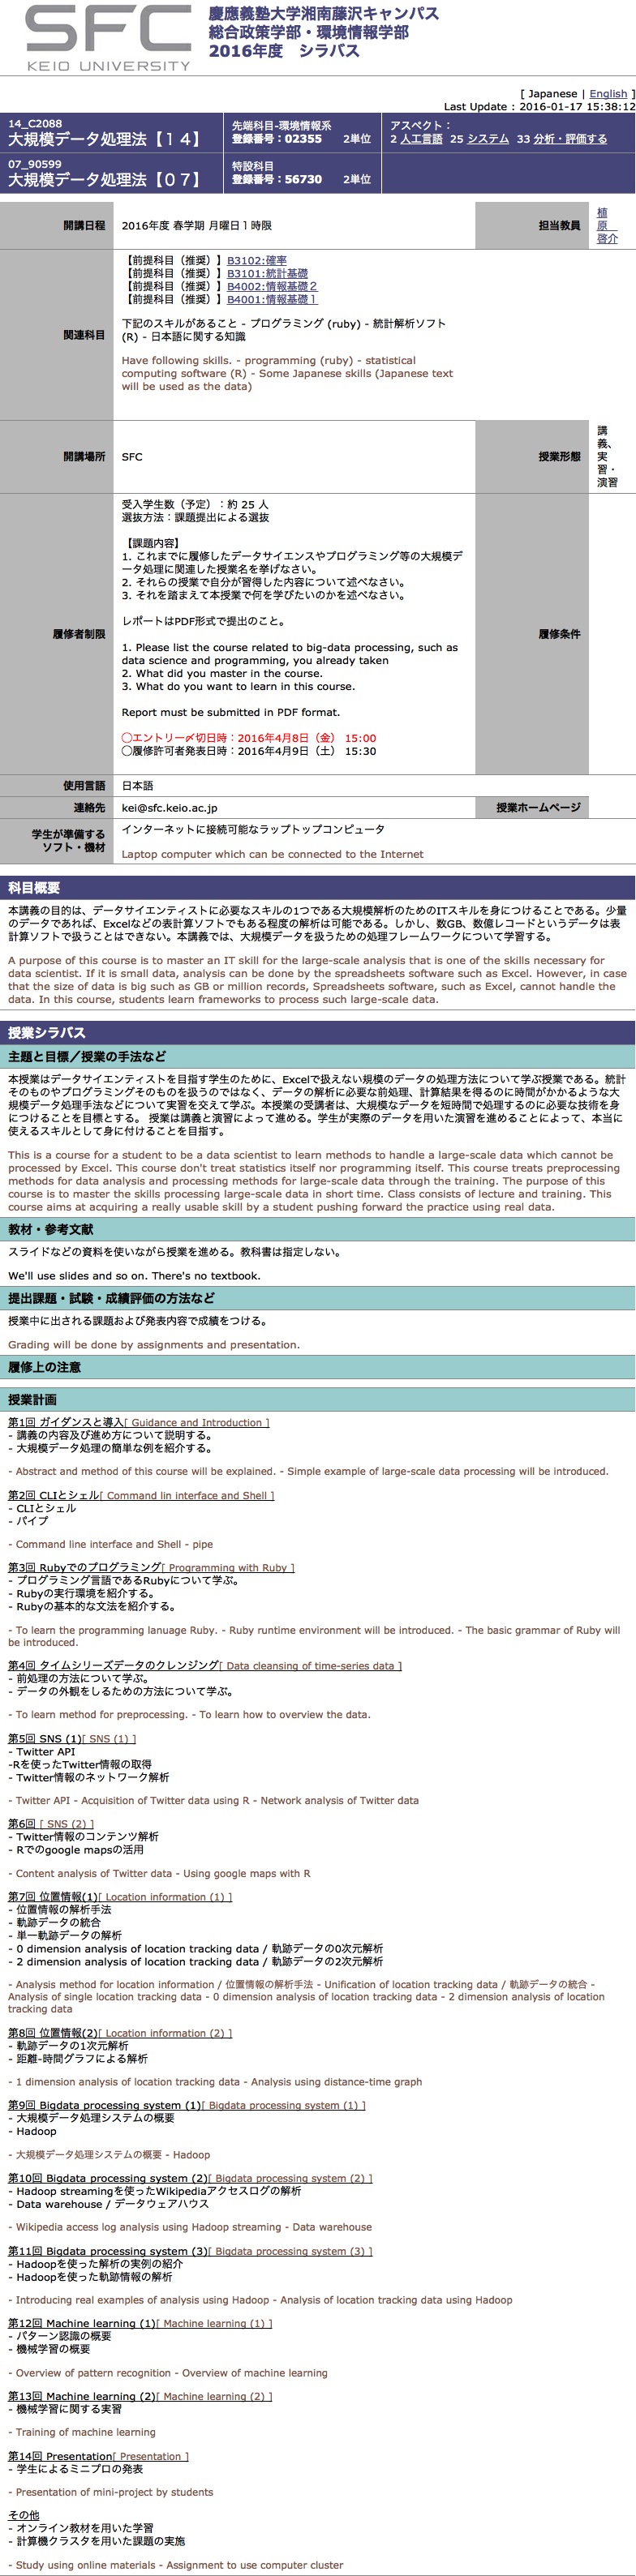 SFC
KEIO UNIVERSITY
慶應義塾大学湘南藤沢キャンパス
総合政策学部・環境情報学部
2016年度　シラバス
[ Japanese | English ]
Last Update : 2016-01-17 15:38:12
14_C2088
大規模データ処理法【１４】
先端科目-環境情報系
登録番号：02355　　2単位
アスペクト：
2 人工言語 25 システム 33 分析・評価する
07_90599
大規模データ処理法【０７】
特設科目
登録番号：56730　　2単位
開講日程
2016年度 春学期 月曜日１時限
担当教員
植
原
啓介
関連科目
【前提科目（推奨）】B3102:確率
【前提科目（推奨）】B3101:統計基礎
【前提科目（推奨）】B4002:情報基礎２
【前提科目（推奨）】B4001:情報基礎１
下記のスキルがあること - プログラミング (ruby) - 統計解析ソフト
(R) - 日本語に関する知識
Have following skills. - programming (ruby) - statistical
computing software (R) - Some Japanese skills (Japanese text
will be used as the data)
開講場所
SFC
授業形態
講
義、
実
習・
演習
履修者制限
受入学生数（予定）：約 25 人
選抜方法：課題提出による選抜
【課題内容】
1. これまでに履修したデータサイエンスやプログラミング等の大規模デ
ータ処理に関連した授業名を挙げなさい。
2. それらの授業で自分が習得した内容について述べなさい。
3. それを踏まえて本授業で何を学びたいのかを述べなさい。
レポートはPDF形式で提出のこと。
1. Please list the course related to big-data processing, such as
data science and programming, you already taken
2. What did you master in the course.
3. What do you want to learn in this course.
Report must be submitted in PDF format.
◯エントリー〆切日時：2016年4月8日（金） 15:00
◯履修許可者発表日時：2016年4月9日（土） 15:30
履修条件
使用言語
日本語
連絡先
kei@sfc.keio.ac.jp
授業ホームページ
学生が準備する
ソフト・機材
インターネットに接続可能なラップトップコンピュータ
Laptop computer which can be connected to the Internet
科目概要
本講義の目的は、データサイエンティストに必要なスキルの1つである大規模解析のためのITスキルを身につけることである。少量
のデータであれば、Excelなどの表計算ソフトでもある程度の解析は可能である。しかし、数GB、数億レコードというデータは表
計算ソフトで扱うことはできない。本講義では、大規模データを扱うための処理フレームワークについて学習する。
A purpose of this course is to master an IT skill for the large-scale analysis that is one of the skills necessary for
data scientist. If it is small data, analysis can be done by the spreadsheets software such as Excel. However, in case
that the size of data is big such as GB or million records, Spreadsheets software, such as Excel, cannot handle the
data. In this course, students learn frameworks to process such large-scale data.
授業シラバス
主題と目標／授業の手法など
本授業はデータサイエンティストを目指す学生のために、Excelで扱えない規模のデータの処理方法について学ぶ授業である。統計
そのものやプログラミングそのものを扱うのではなく、データの解析に必要な前処理、計算結果を得るのに時間がかかるような大
規模データ処理手法などについて実習を交えて学ぶ。本授業の受講者は、大規模なデータを短時間で処理するのに必要な技術を身
につけることを目標とする。 授業は講義と演習によって進める。学生が実際のデータを用いた演習を進めることによって、本当に
使えるスキルとして身に付けることを目指す。
This is a course for a student to be a data scientist to learn methods to handle a large-scale data which cannot be
processed by Excel. This course don't treat statistics itself nor programming itself. This course treats preprocessing
methods for data analysis and processing methods for large-scale data through the training. The purpose of this
course is to master the skills processing large-scale data in short time. Class consists of lecture and training. This
course aims at acquiring a really usable skill by a student pushing forward the practice using real data.
教材・参考文献
スライドなどの資料を使いながら授業を進める。教科書は指定しない。
We'll use slides and so on. There's no textbook.
提出課題・試験・成績評価の方法など
授業中に出される課題および発表内容で成績をつける。
Grading will be done by assignments and presentation.
履修上の注意
授業計画
第1回 ガイダンスと導入[ Guidance and Introduction ]
- 講義の内容及び進め方について説明する。
- 大規模データ処理の簡単な例を紹介する。
- Abstract and method of this course will be explained. - Simple example of large-scale data processing will be introduced.
第2回 CLIとシェル[ Command lin interface and Shell ]
- CLIとシェル
- パイプ
- Command line interface and Shell - pipe
第3回 Rubyでのプログラミング[ Programming with Ruby ]
- プログラミング言語であるRubyについて学ぶ。
- Rubyの実行環境を紹介する。
- Rubyの基本的な文法を紹介する。
- To learn the programming lanuage Ruby. - Ruby runtime environment will be introduced. - The basic grammar of Ruby will
be introduced.
第4回 タイムシリーズデータのクレンジング[ Data cleansing of time-series data ]
- 前処理の方法について学ぶ。
- データの外観をしるための方法について学ぶ。
- To learn method for preprocessing. - To learn how to overview the data.
第5回 SNS (1)[ SNS (1) ]
- Twitter API
-Rを使ったTwitter情報の取得
- Twitter情報のネットワーク解析
- Twitter API - Acquisition of Twitter data using R - Network analysis of Twitter data
第6回 [ SNS (2) ]
- Twitter情報のコンテンツ解析
- Rでのgoogle mapsの活用
- Content analysis of Twitter data - Using google maps with R
第7回 位置情報(1)[ Location information (1) ]
- 位置情報の解析手法
- 軌跡データの統合
- 単一軌跡データの解析
- 0 dimension analysis of location tracking data / 軌跡データの0次元解析
- 2 dimension analysis of location tracking data / 軌跡データの2次元解析
- Analysis method for location information / 位置情報の解析手法 - Unification of location tracking data / 軌跡データの統合 -
Analysis of single location tracking data - 0 dimension analysis of location tracking data - 2 dimension analysis of location
tracking data
第8回 位置情報(2)[ Location information (2) ]
- 軌跡データの1次元解析
- 距離-時間グラフによる解析
- 1 dimension analysis of location tracking data - Analysis using distance-time graph
第9回 Bigdata processing system (1)[ Bigdata processing system (1) ]
- 大規模データ処理システムの概要
- Hadoop
- 大規模データ処理システムの概要 - Hadoop
第10回 Bigdata processing system (2)[ Bigdata processing system (2) ]
- Hadoop streamingを使ったWikipediaアクセスログの解析
- Data warehouse / データウェアハウス
- Wikipedia access log analysis using Hadoop streaming - Data warehouse
第11回 Bigdata processing system (3)[ Bigdata processing system (3) ]
- Hadoopを使った解析の実例の紹介
- Hadoopを使った軌跡情報の解析
- Introducing real examples of analysis using Hadoop - Analysis of location tracking data using Hadoop
第12回 Machine learning (1)[ Machine learning (1) ]
- パターン認識の概要
- 機械学習の概要
- Overview of pattern recognition - Overview of machine learning
第13回 Machine learning (2)[ Machine learning (2) ]
- 機械学習に関する実習
- Training of machine learning
第14回 Presentation[ Presentation ]
- 学生によるミニプロの発表
- Presentation of mini-project by students
その他
- オンライン教材を用いた学習
- 計算機クラスタを用いた課題の実施
- Study using online materials - Assignment to use computer cluster